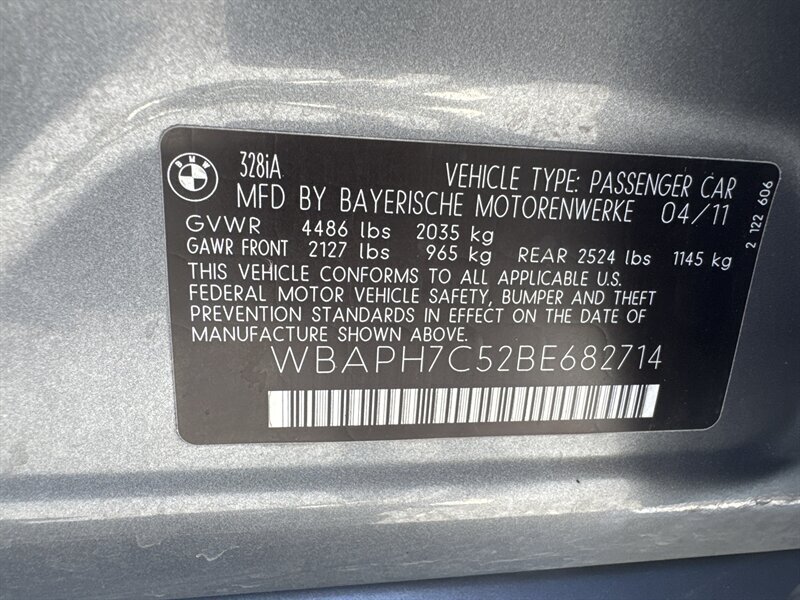 BMW
328iA VEHICLE TYPE: PASSENGER CAR
MFD BY BAYERISCHE MOTORENWERKE 04/11
GVWR 4486 lbs 2035 kg
GAWR FRONT 2127 lbs 965 kg REAR 2524 lbs 1145 kg
THIS VEHICLE CONFORMS TO ALL APPLICABLE U.S.
FEDERAL MOTOR VEHICLE SAFETY, BUMPER AND THEFT
PREVENTION STANDARDS IN EFFECT ON THE DATE OF
MANUFACTURE SHOWN ABOVE.
WBAPH7C52BE682714
2 122 606